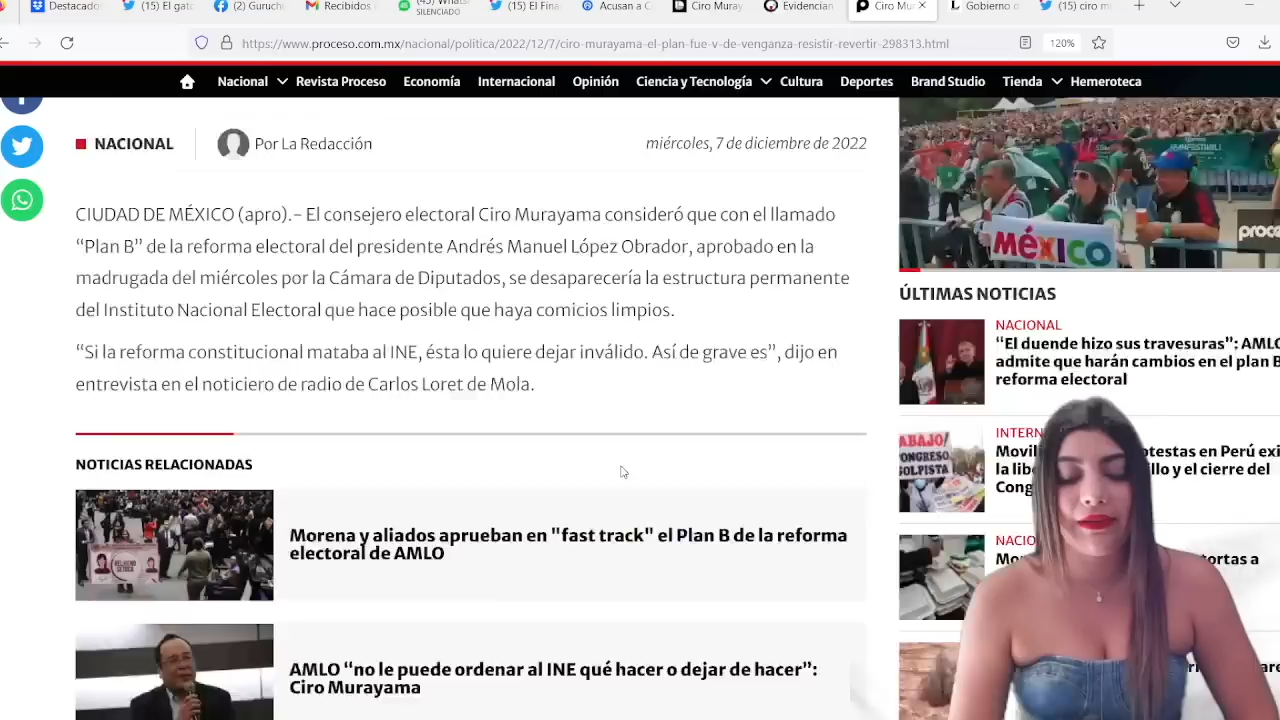 Destacados
(15) El gato
(2) Guruch
Recibidos
(45) What
SILENCIADO
(15) El Fina
Acusan a C
Ciro Muray
Evidencian
Ciro Mu
Gobierno d
(15) ciro m
https://www.proceso.com.mx/nacional/politica/2022/12/7/ciro-murayama-el-plan-fue-v-de-venganza-resistir-revertir-298313.html
120%
Nacional Revista Proceso Economía Internacional Opinión Ciencia y Tecnología Cultura Deportes Brand Studio Tienda Hemeroteca
NACIONAL
Por La Redacción
miércoles, 7 de diciembre de 2022
CIUDAD DE MÉXICO (apro).- El consejero electoral Ciro Murayama consideró que con el llamado
“Plan B” de la reforma electoral del presidente Andrés Manuel López Obrador, aprobado en la
madrugada del miércoles por la Cámara de Diputados, se desaparecería la estructura permanente
del Instituto Nacional Electoral que hace posible que haya comicios limpios.
“Si la reforma constitucional mataba al INE, ésta lo quiere dejar inválido. Así de grave es”, dijo en
entrevista en el noticiero de radio de Carlos Loret de Mola.
NOTICIAS RELACIONADAS
Morena y aliados aprueban en "fast track" el Plan B de la reforma
electoral de AMLO
AMLO “no le puede ordenar al INE qué hacer o dejar de hacer”:
Ciro Murayama
MÉXICO
proce
ÚLTIMAS NOTICIAS
NACIONAL
“El duende hizo sus travesuras”: AMLO
admite que harán cambios en el plan B
reforma electoral
ABAJO!
CONGRESO
GOLPISTA
INTERN
Movili otestas en Perú exi
la libe llo y el cierre del
Cong
NACIO
Mor tortas a